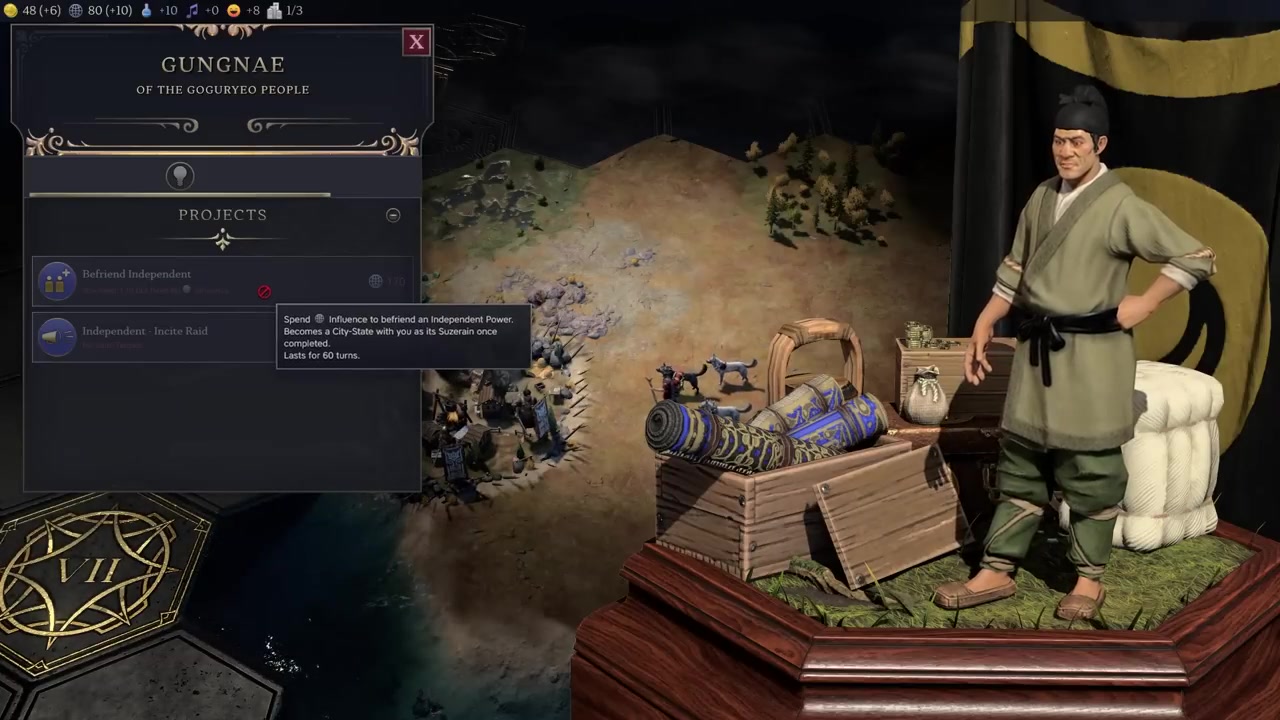 48 (+6) 80 (+10) +10 +0 +8 1/3
X
GUNGNAE
OF THE GOGURYEO PEOPLE
PROJECTS
Befriend Independent
Spend Influence to befriend an Independent Power.
Becomes a City-State with you as its Suzerain once
completed.
Lasts for 60 turns.
Independent - Incite Raid
VII